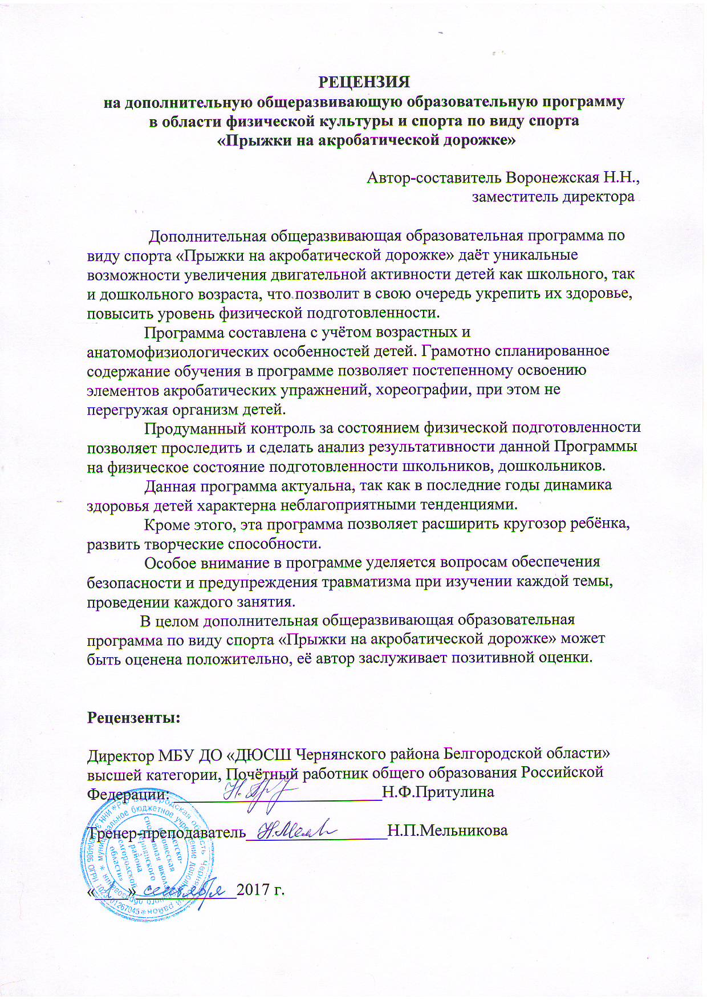 РЕЦЕНЗИЯ
на дополнительную общеразвивающую образовательную программу
в области физической культуры и спорта по виду спорта
«Прыжки на акробатической дорожке»
Автор-составитель Воронежская Н.Н.,
заместитель директора
Дополнительная общеразвивающая образовательная программа по
виду спорта «Прыжки на акробатической дорожке» даёт уникальные
возможности увеличения двигательной активности детей как школьного, так
и дошкольного возраста, что позволит в свою очередь укрепить их здоровье,
повысить уровень физической подготовленности.
Программа составлена с учётом возрастных и
анатомофизиологических особенностей детей. Грамотно спланированное
содержание обучения в программе позволяет постепенному освоению
элементов акробатических упражнений, хореографии, при этом не
перегружая организм детей.
Продуманный контроль за состоянием физической подготовленности
позволяет проследить и сделать анализ результативности данной Программы
на физическое состояние подготовленности школьников, дошкольников.
Данная программа актуальна, так как в последние годы динамика
здоровья детей характерна неблагоприятными тенденциями.
Кроме этого, эта программа позволяет расширить кругозор ребёнка,
развить творческие способности.
Особое внимание в программе уделяется вопросам обеспечения
безопасности и предупреждения травматизма при изучении каждой темы,
проведении каждого занятия.
В целом дополнительная общеразвивающая образовательная
программа по виду спорта «Прыжки на акробатической дорожке» может
быть оценена положительно, её автор заслуживает позитивной оценки.
Рецензенты:
Директор МБУ ДО «ДЮСШ Чернянского района Белгородской области»
высшей категории, Почётный работник общего образования Российской
Федерации: Н.Ф.Притулина
Тренер-преподаватель Н.П.Мельникова
«1» сентября 2017 г.